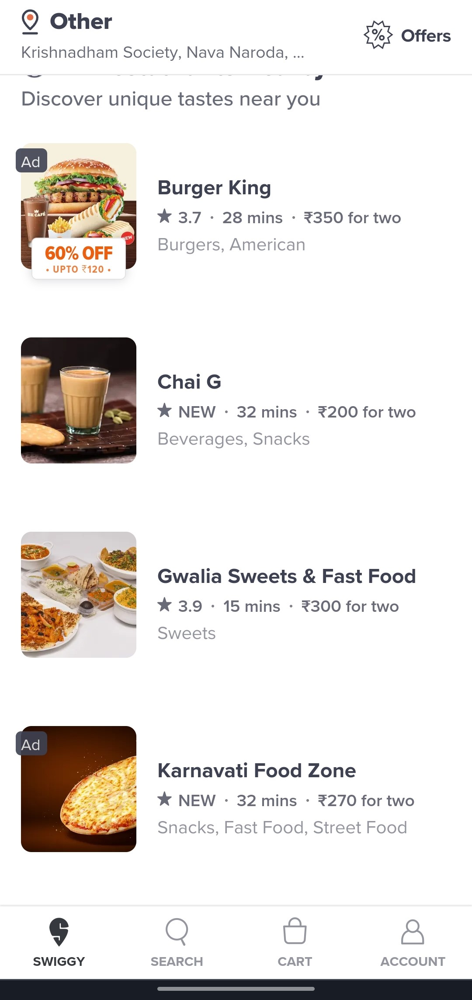 Other
Krishnadham Society, Nava Naroda, ...
Offers
Discover unique tastes near you
Ad
BK CAFÉ
NEW
60% OFF
• UPTO ₹120 •
Burger King
★ 3.7 · 28 mins · ₹350 for two
Burgers, American
Chai G
★ NEW · 32 mins · ₹200 for two
Beverages, Snacks
Gwalia Sweets & Fast Food
★ 3.9 · 15 mins · ₹300 for two
Sweets
Ad
Karnavati Food Zone
★ NEW · 32 mins · ₹270 for two
Snacks, Fast Food, Street Food
SWIGGY
SEARCH
CART
ACCOUNT